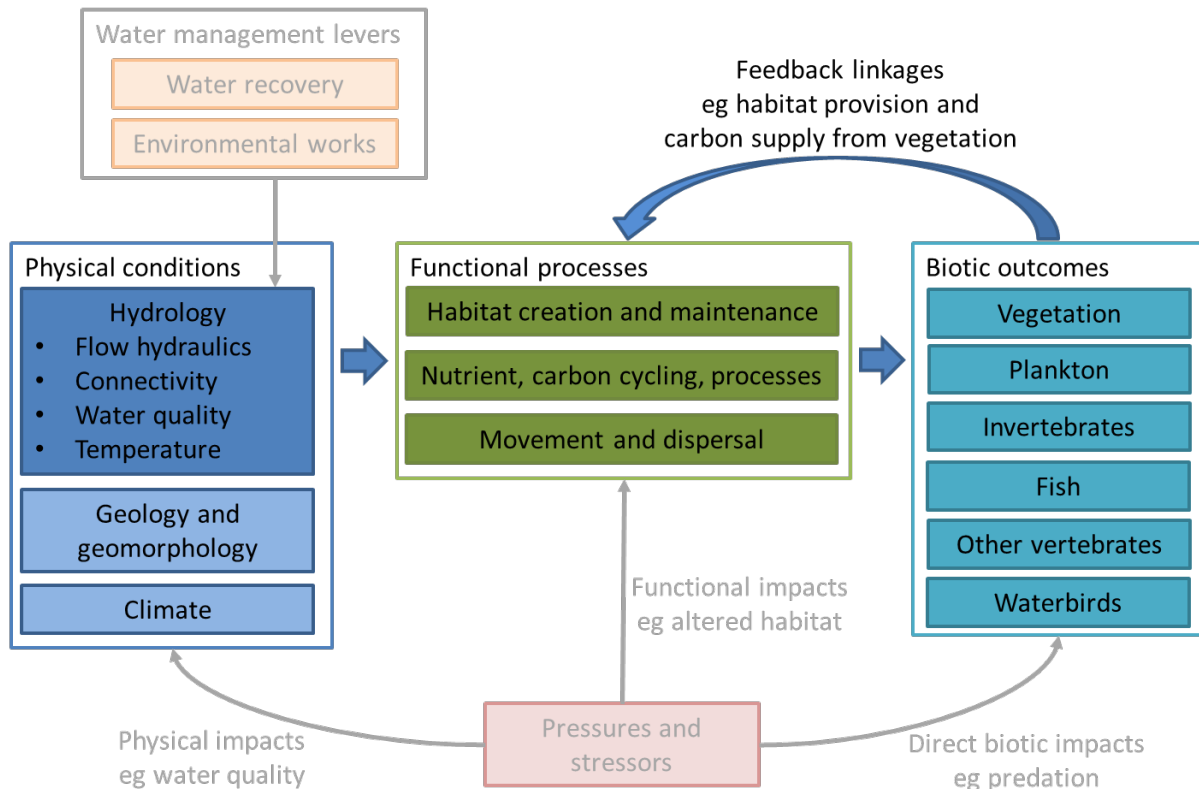 Water management levers
Water recovery
Environmental works
Feedback linkages
eg habitat provision and
carbon supply from vegetation
Physical conditions
Hydrology
• Flow hydraulics
• Connectivity
• Water quality
• Temperature
Geology and
geomorphology
Climate
Functional processes
Habitat creation and maintenance
Nutrient, carbon cycling, processes
Movement and dispersal
Biotic outcomes
Vegetation
Plankton
Invertebrates
Fish
Other vertebrates
Waterbirds
Functional impacts
eg altered habitat
Physical impacts
eg water quality
Pressures and
stressors
Direct biotic impacts
eg predation